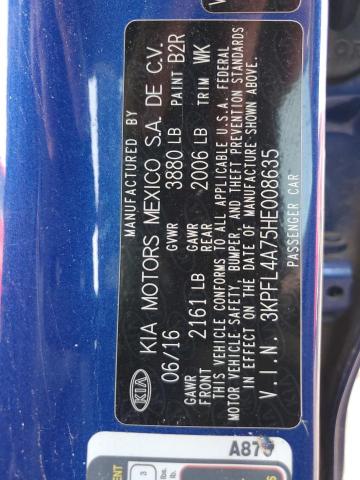 MANUFACTURED BY
KIA KIA MOTORS MEXICO S.A. DE C.V.
06/16 GVWR 3880 LB PAINT B2R
GAWR FRONT 2161 LB GAWR REAR 2006 LB TRIM WK
THIS VEHICLE CONFORMS TO ALL APPLICABLE U.S.A. FEDERAL
MOTOR VEHICLE SAFETY, BUMPER, AND THEFT PREVENTION STANDARDS
IN EFFECT ON THE DATE OF MANUFACTURE SHOWN ABOVE.
V.I.N. 3KPFL4A75HE008635
PASSENGER CAR